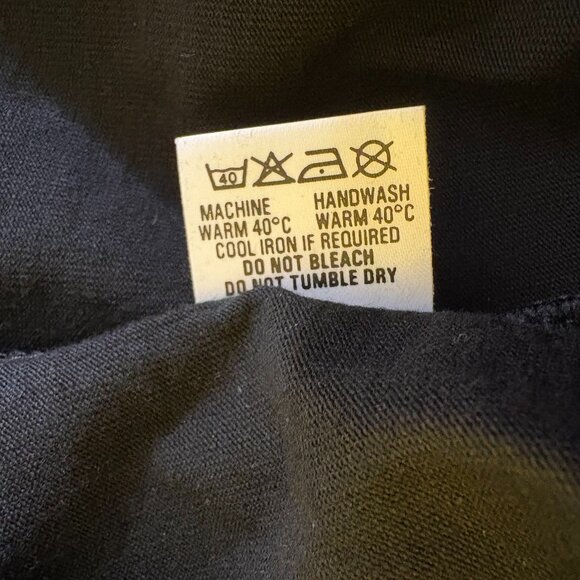 40
MACHINE HANDWASH
WARM 40°C WARM 40°C
COOL IRON IF REQUIRED
DO NOT BLEACH
DO NOT TUMBLE DRY